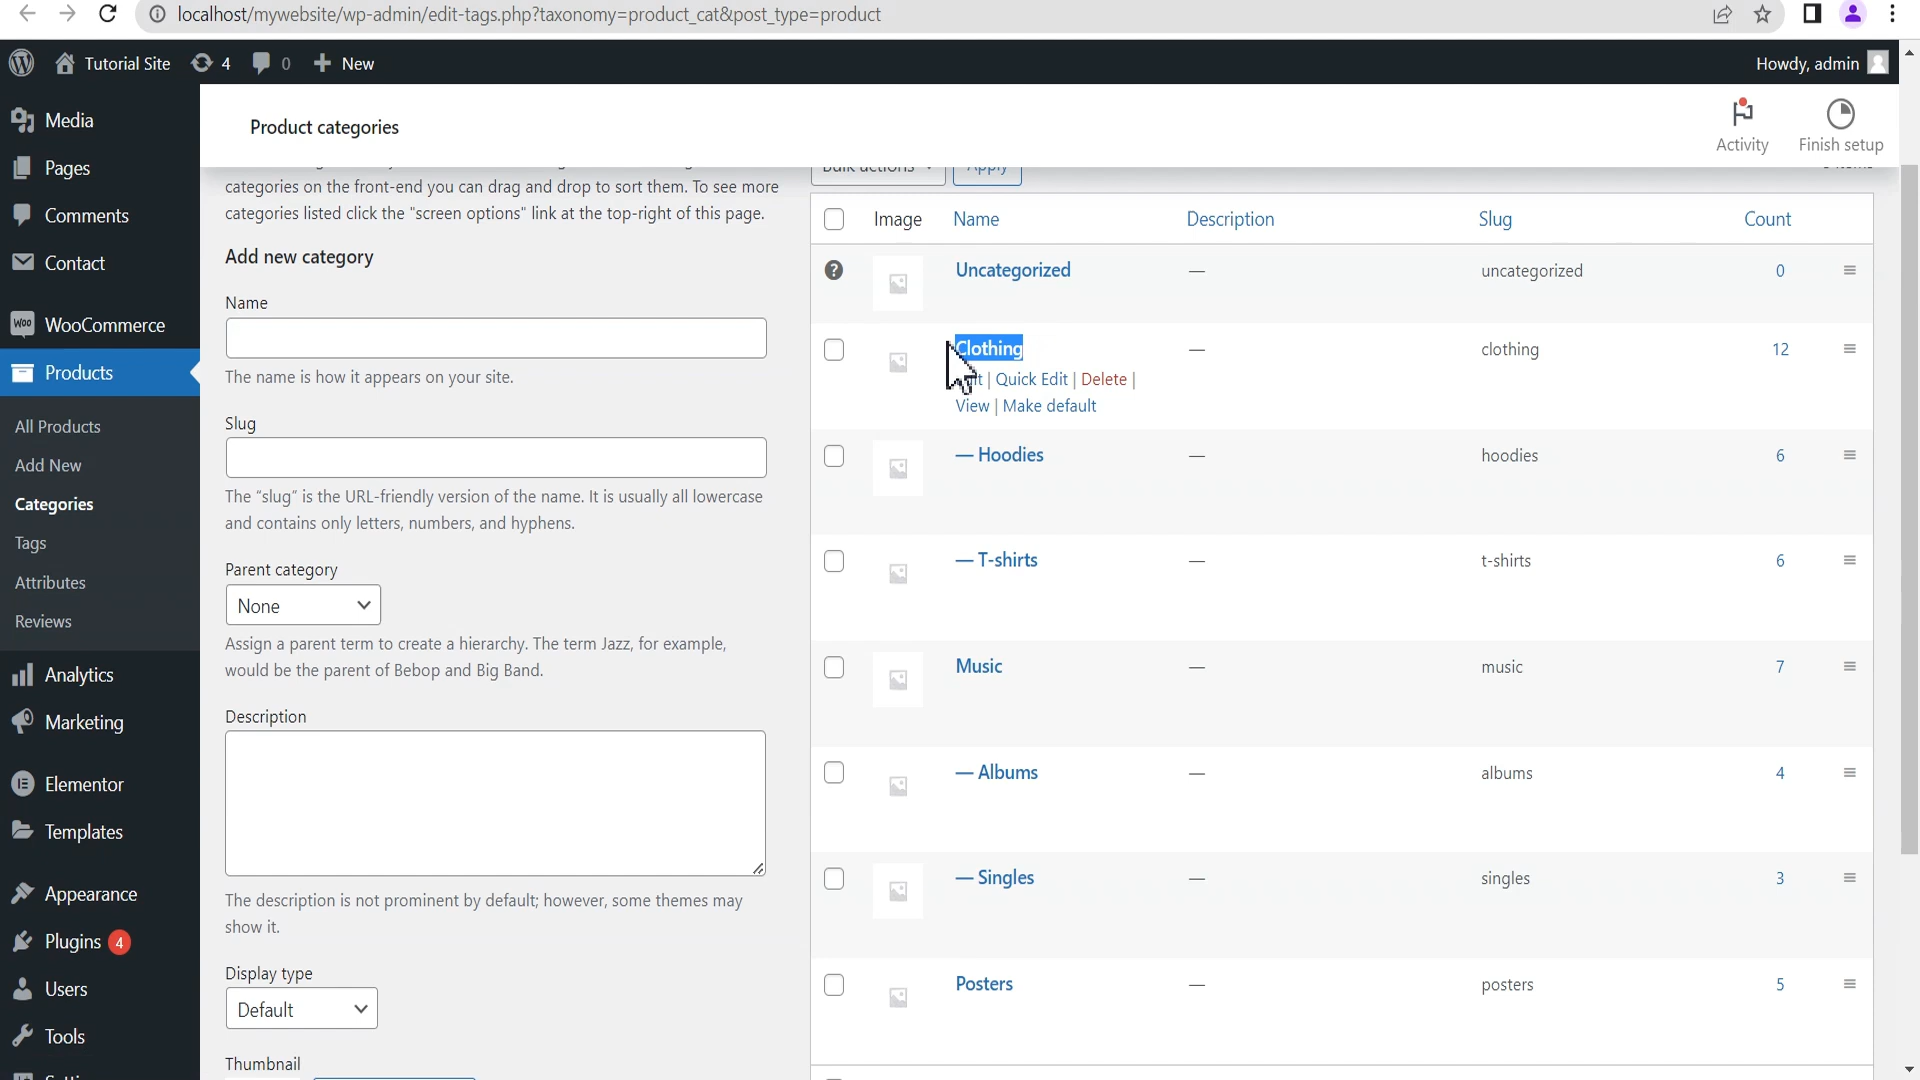 localhost/mywebsite/wp-admin/edit-tags.php?taxonomy=product_cat&post_type=product
Tutorial Site
4
0
New
Howdy, admin
Media
Pages
Comments
Contact
Woo
WooCommerce
Products
All Products
Add New
Categories
Tags
Attributes
Reviews
Analytics
Marketing
Elementor
Templates
Appearance
Plugins 4
Users
Tools
Product categories
Activity
Finish setup
categories on the front-end you can drag and drop to sort them. To see more
categories listed click the "screen options" link at the top-right of this page.
Add new category
Name
The name is how it appears on your site.
Slug
The “slug” is the URL-friendly version of the name. It is usually all lowercase
and contains only letters, numbers, and hyphens.
Parent category
None
Assign a parent term to create a hierarchy. The term Jazz, for example,
would be the parent of Bebop and Big Band.
Description
The description is not prominent by default; however, some themes may
show it.
Display type
Default
Thumbnail
Bulk actions
Apply
Image Name Description Slug Count
Uncategorized — uncategorized 0
Clothing — clothing 12
| Quick Edit | Delete |
View | Make default
— Hoodies — hoodies 6
— T-shirts — t-shirts 6
Music — music 7
— Albums — albums 4
— Singles — singles 3
Posters — posters 5